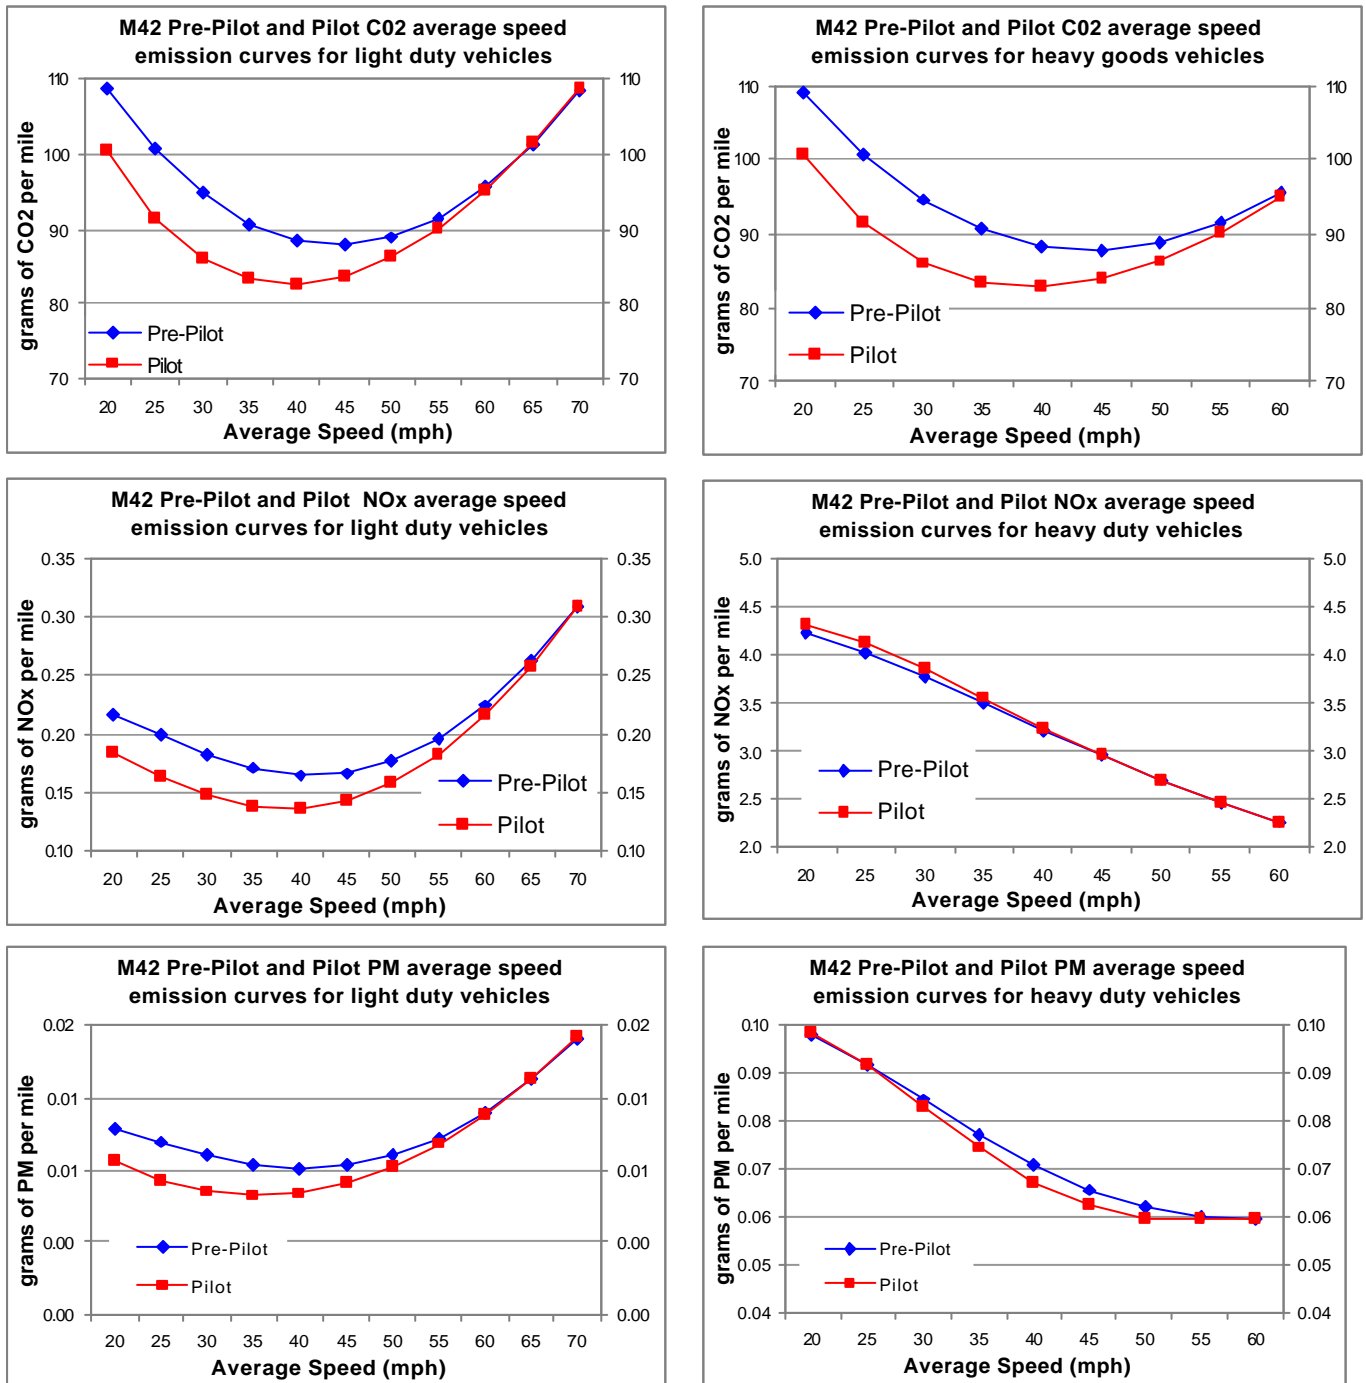 M42 Pre-Pilot and Pilot C02 average speed
emission curves for light duty vehicles
110
100
90
80
70
110
100
90
80
70
grams of CO2 per mile
Pre-Pilot
Pilot
20 25 30 35 40 45 50 55 60 65 70
Average Speed (mph)
M42 Pre-Pilot and Pilot C02 average speed
emission curves for heavy goods vehicles
110
100
90
80
70
110
100
90
80
70
grams of CO2 per mile
Pre-Pilot
Pilot
20 25 30 35 40 45 50 55 60
Average Speed (mph)
M42 Pre-Pilot and Pilot NOx average speed
emission curves for light duty vehicles
0.35
0.30
0.25
0.20
0.15
0.10
0.35
0.30
0.25
0.20
0.15
0.10
grams of NOx per mile
Pre-Pilot
Pilot
20 25 30 35 40 45 50 55 60 65 70
Average Speed (mph)
M42 Pre-Pilot and Pilot NOx average speed
emission curves for heavy duty vehicles
5.0
4.5
4.0
3.5
3.0
2.5
2.0
5.0
4.5
4.0
3.5
3.0
2.5
2.0
grams of NOx per mile
Pre-Pilot
Pilot
20 25 30 35 40 45 50 55 60
Average Speed (mph)
M42 Pre-Pilot and Pilot PM average speed
emission curves for light duty vehicles
0.02
0.01
0.01
0.00
0.00
0.02
0.01
0.01
0.00
0.00
grams of PM per mile
Pre-Pilot
Pilot
20 25 30 35 40 45 50 55 60 65 70
Average Speed (mph)
M42 Pre-Pilot and Pilot PM average speed
emission curves for heavy duty vehicles
0.10
0.09
0.08
0.07
0.06
0.05
0.04
0.10
0.09
0.08
0.07
0.06
0.05
0.04
grams of PM per mile
Pre-Pilot
Pilot
20 25 30 35 40 45 50 55 60
Average Speed (mph)